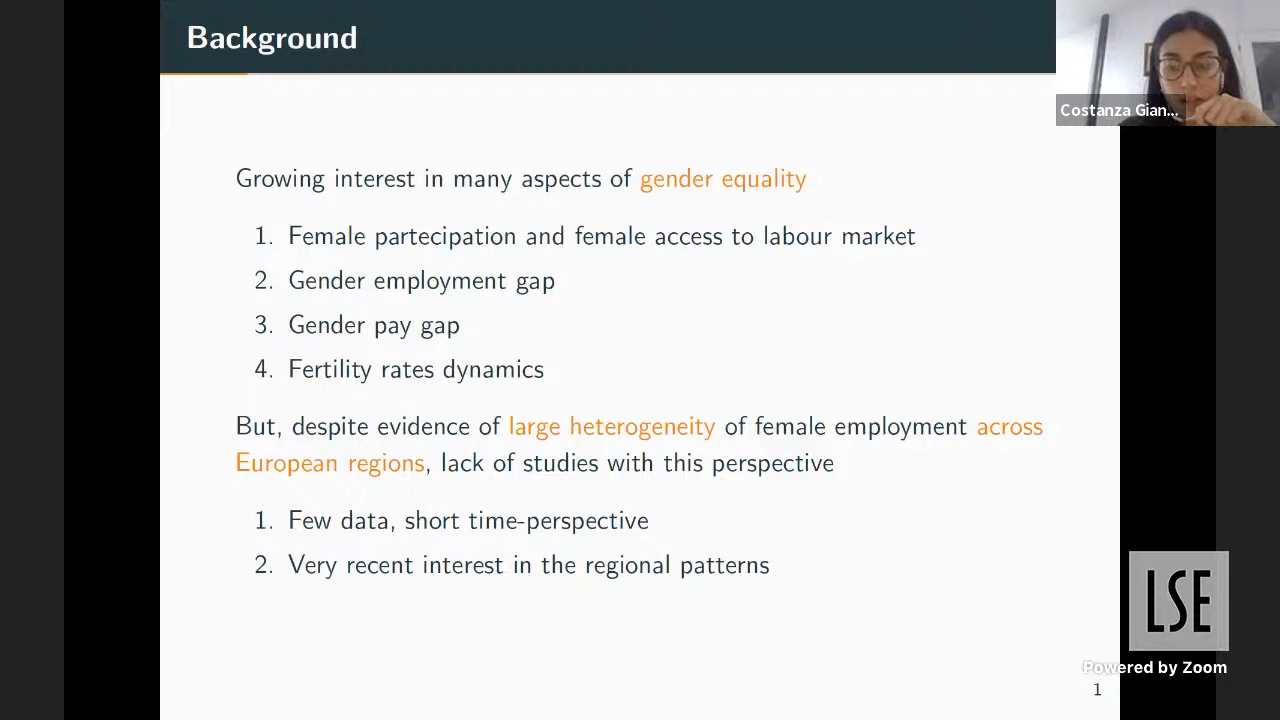 Background
Costanza Gian...
Growing interest in many aspects of gender equality
1. Female partecipation and female access to labour market
2. Gender employment gap
3. Gender pay gap
4. Fertility rates dynamics
But, despite evidence of large heterogeneity of female employment across
European regions, lack of studies with this perspective
1. Few data, short time-perspective
2. Very recent interest in the regional patterns
LSE
Powered by Zoom
1